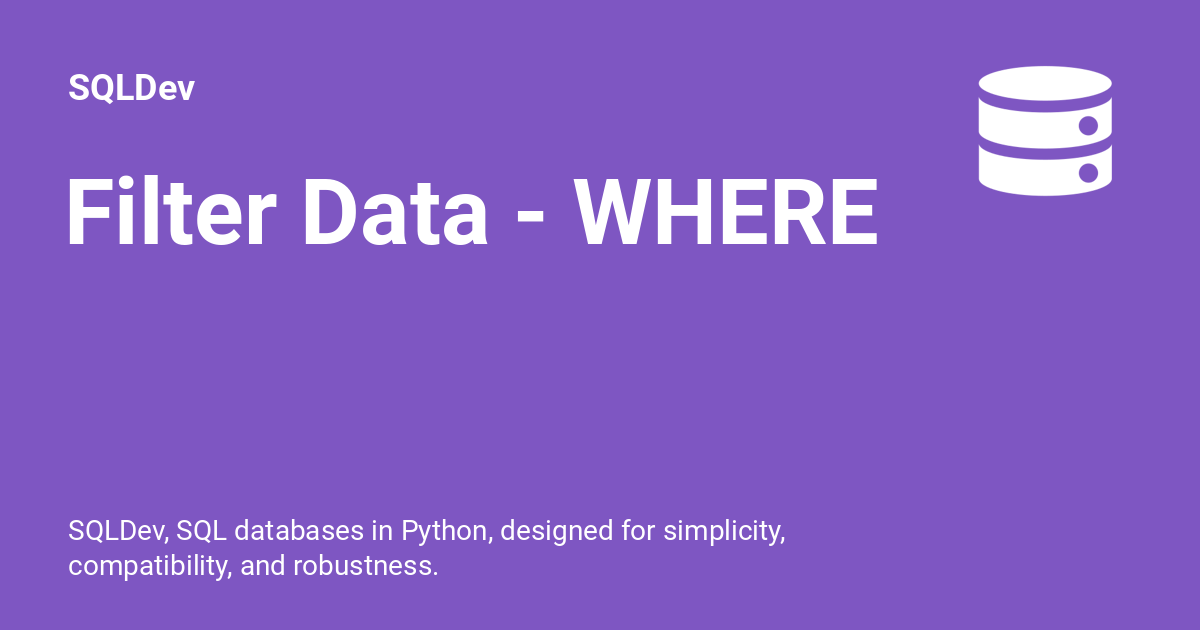 SQLDev
Filter Data - WHERE
SQLDev, SQL databases in Python, designed for simplicity,
compatibility, and robustness.